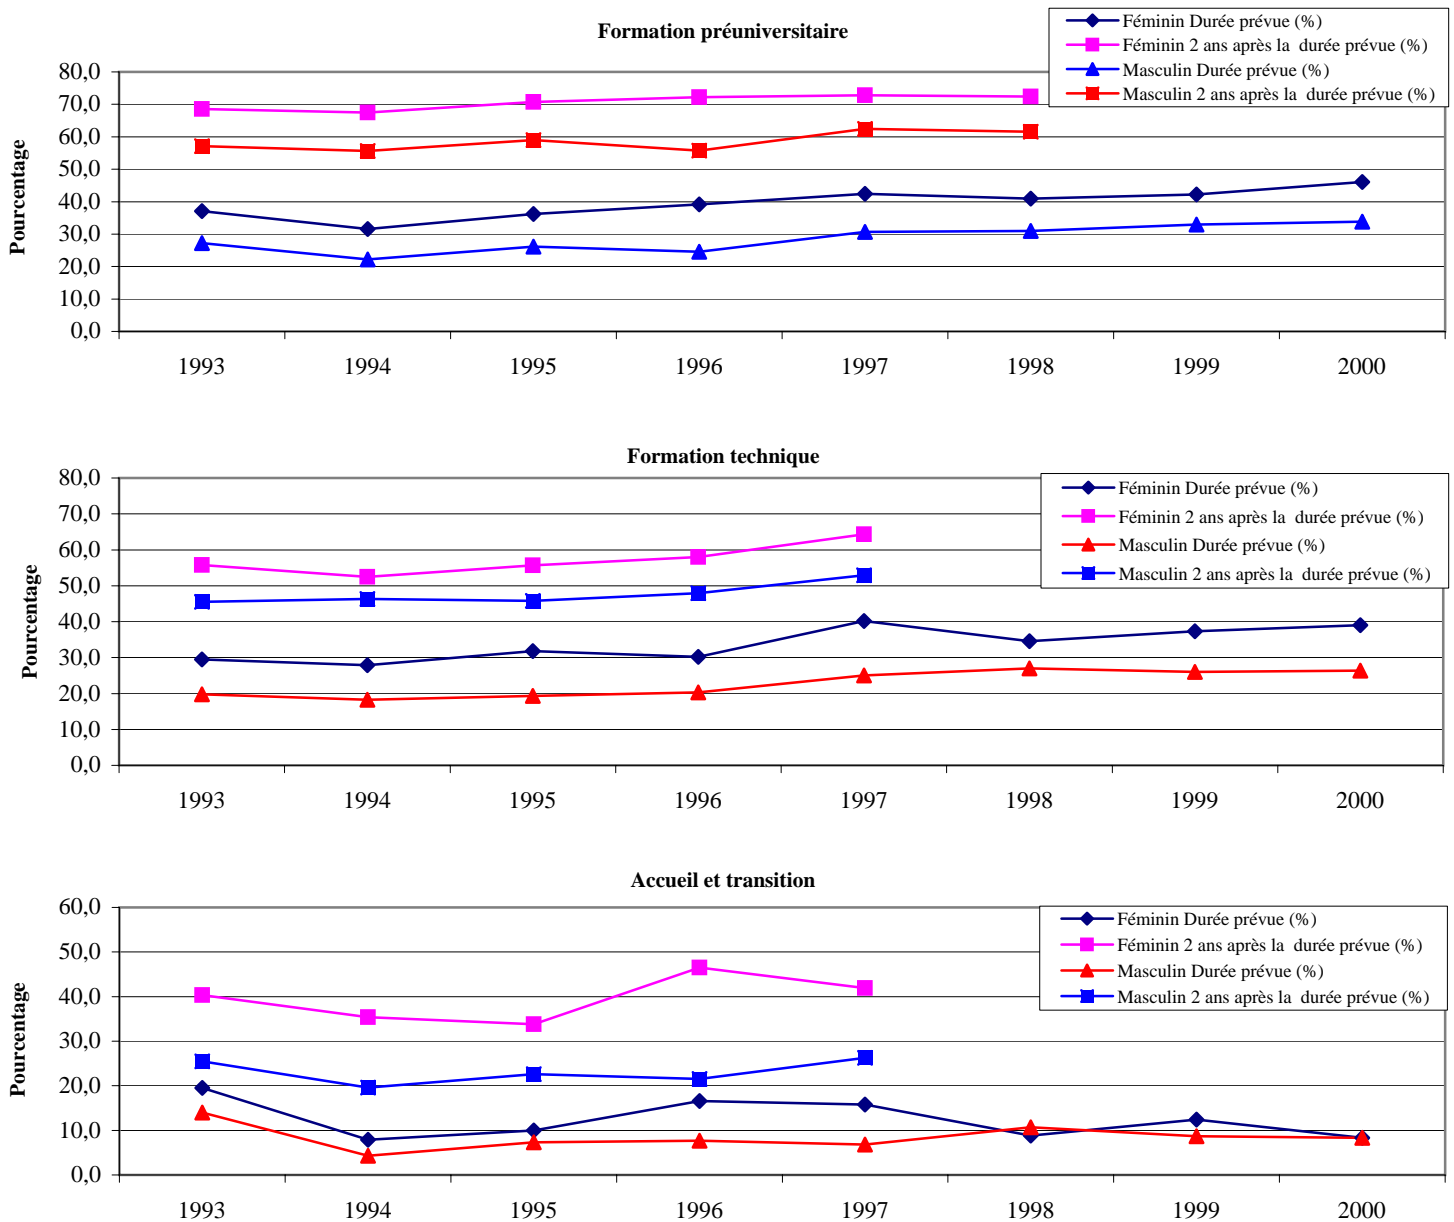 Formation préuniversitaire
Féminin Durée prévue (%)
Féminin 2 ans après la durée prévue (%)
Masculin Durée prévue (%)
Masculin 2 ans après la durée prévue (%)
Pourcentage
80,0
70,0
60,0
50,0
40,0
30,0
20,0
10,0
0,0
1993 1994 1995 1996 1997 1998 1999 2000
Formation technique
Féminin Durée prévue (%)
Féminin 2 ans après la durée prévue (%)
Masculin Durée prévue (%)
Masculin 2 ans après la durée prévue (%)
Pourcentage
80,0
70,0
60,0
50,0
40,0
30,0
20,0
10,0
0,0
1993 1994 1995 1996 1997 1998 1999 2000
Accueil et transition
Féminin Durée prévue (%)
Féminin 2 ans après la durée prévue (%)
Masculin Durée prévue (%)
Masculin 2 ans après la durée prévue (%)
Pourcentage
60,0
50,0
40,0
30,0
20,0
10,0
0,0
1993 1994 1995 1996 1997 1998 1999 2000